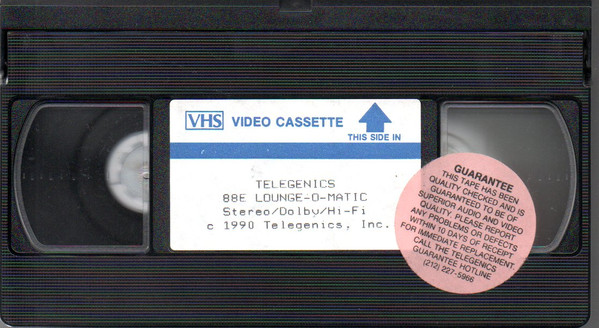 VHS VIDEO CASSETTE
THIS SIDE IN
TELEGENICS
88E LOUNGE-O-MATIC
Stereo/Dolby/Hi-Fi
c 1990 Telegenics, Inc.
GUARANTEE
THIS TAPE HAS BEEN
QUALITY CHECKED AND IS
GUARANTEED TO BE OF
SUPERIOR AUDIO AND VIDEO
QUALITY. PLEASE REPORT
ANY PROBLEMS OR DEFECTS
WITHIN 10 DAYS OF RECEIPT
FOR IMMEDIATE REPLACEMENT
CALL THE TELEGENICS
GUARANTEE HOTLINE
(212) 227-5966